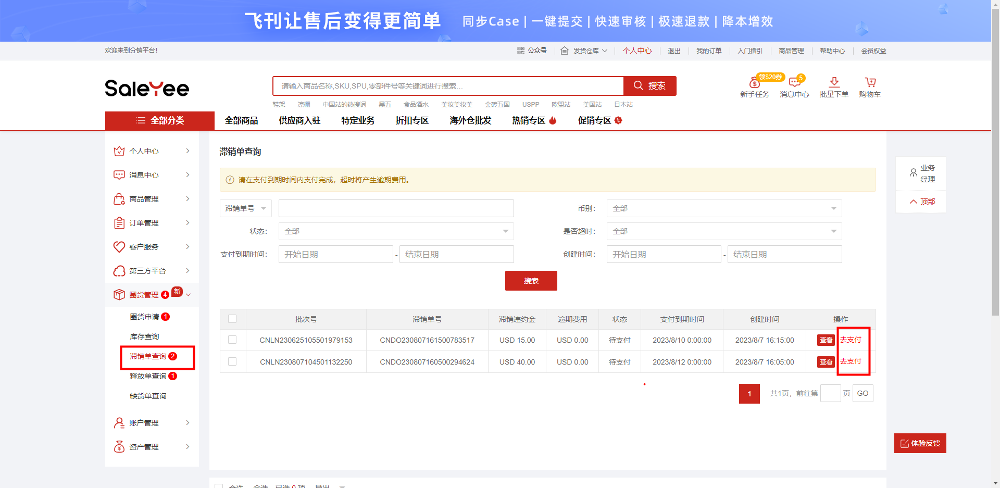 飞刊让售后变得更简单 同步Case | 一键提交 | 快速审核 | 极速退款 | 降本增效
欢迎来到分销平台! 公众号 发货仓库 个人中心 退出 我的订单 入门指引 商品管理 帮助中心 会员权益
SaleYee
请输入商品名称,SKU,SPU,零部件号等关键词进行搜索... 搜索
领$20券 5
新手任务 消息中心 批量下单 购物车
鞋架 凉棚 中国站的热搜词 黑五 食品酒水 美妆美妆美 金砖五国 USPP 欧盟站 美国站 日本站
全部分类 全部商品 供应商入驻 特定业务 折扣专区 海外仓批发 热销专区 促销专区
个人中心
消息中心
商品管理
订单管理
客户服务
第三方平台
圈货管理 4 新
圈货申请 1
库存查询
滞销单查询 2
释放单查询 1
缺货单查询
账户管理
资产管理
滞销单查询
请在支付到期时间内支付完成，超时将产生逾期费用。
滞销单号 币别： 全部
状态： 全部 是否超时： 全部
支付到期时间： 开始日期 - 结束日期 创建时间： 开始日期 - 结束日期
搜索
批次号 滞销单号 滞销违约金 逾期费用 状态 支付到期时间 创建时间 操作
CNLN230625105501979153 CNDO230807161500783517 USD 15.00 USD 0.00 待支付 2023/8/10 0:00:00 2023/8/7 16:15:00 查看 去支付
CNLN230807104501132250 CNDO230807160500294624 USD 40.00 USD 0.00 待支付 2023/8/12 0:00:00 2023/8/7 16:05:00 查看 去支付
1 共1页，前往第 页 GO
业务
经理
顶部
体验反馈
全选 全选 已选 0 项 导出